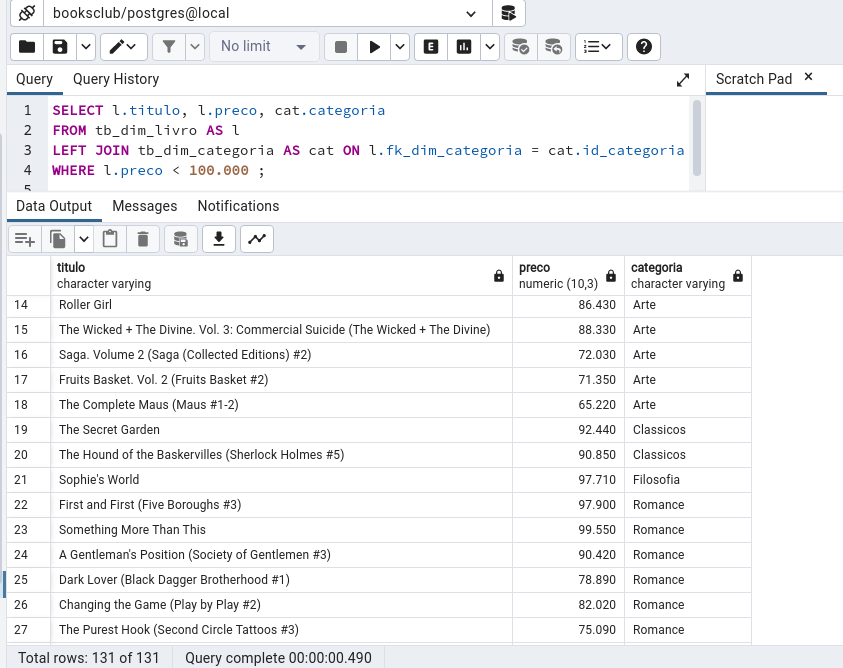 booksclub/postgres@local
No limit
E
Query Query History Scratch Pad
1 SELECT l.titulo, l.preco, cat.categoria
2 FROM tb_dim_livro AS l
3 LEFT JOIN tb_dim_categoria AS cat ON l.fk_dim_categoria = cat.id_categoria
4 WHERE l.preco < 100.000 ;
5
Data Output Messages Notifications
titulo preco categoria
character varying numeric (10,3) character varying
14 Roller Girl 86.430 Arte
15 The Wicked + The Divine. Vol. 3: Commercial Suicide (The Wicked + The Divine) 88.330 Arte
16 Saga. Volume 2 (Saga (Collected Editions) #2) 72.030 Arte
17 Fruits Basket. Vol. 2 (Fruits Basket #2) 71.350 Arte
18 The Complete Maus (Maus #1-2) 65.220 Arte
19 The Secret Garden 92.440 Classicos
20 The Hound of the Baskervilles (Sherlock Holmes #5) 90.850 Classicos
21 Sophie's World 97.710 Filosofia
22 First and First (Five Boroughs #3) 97.900 Romance
23 Something More Than This 99.550 Romance
24 A Gentleman's Position (Society of Gentlemen #3) 90.420 Romance
25 Dark Lover (Black Dagger Brotherhood #1) 78.890 Romance
26 Changing the Game (Play by Play #2) 82.020 Romance
27 The Purest Hook (Second Circle Tattoos #3) 75.090 Romance
Total rows: 131 of 131 Query complete 00:00:00.490